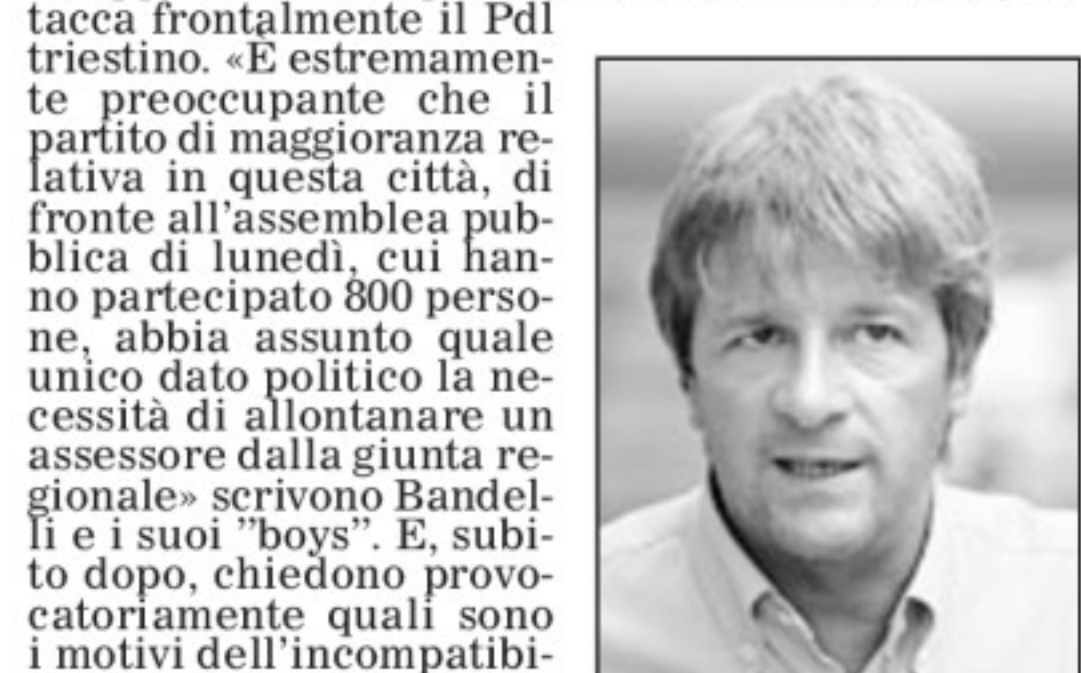 tacca frontalmente il Pdl
triestino. «È estremamen-
te preoccupante che il
partito di maggioranza re-
lativa in questa città, di
fronte all'assemblea pub-
blica di lunedì, cui han-
no partecipato 800 perso-
ne, abbia assunto quale
unico dato politico la ne-
cessità di allontanare un
assessore dalla giunta re-
gionale» scrivono Bandel-
li e i suoi ”boys”. E, subi-
to dopo, chiedono provo-
catoriamente quali sono
i motivi dell'incompatibi-